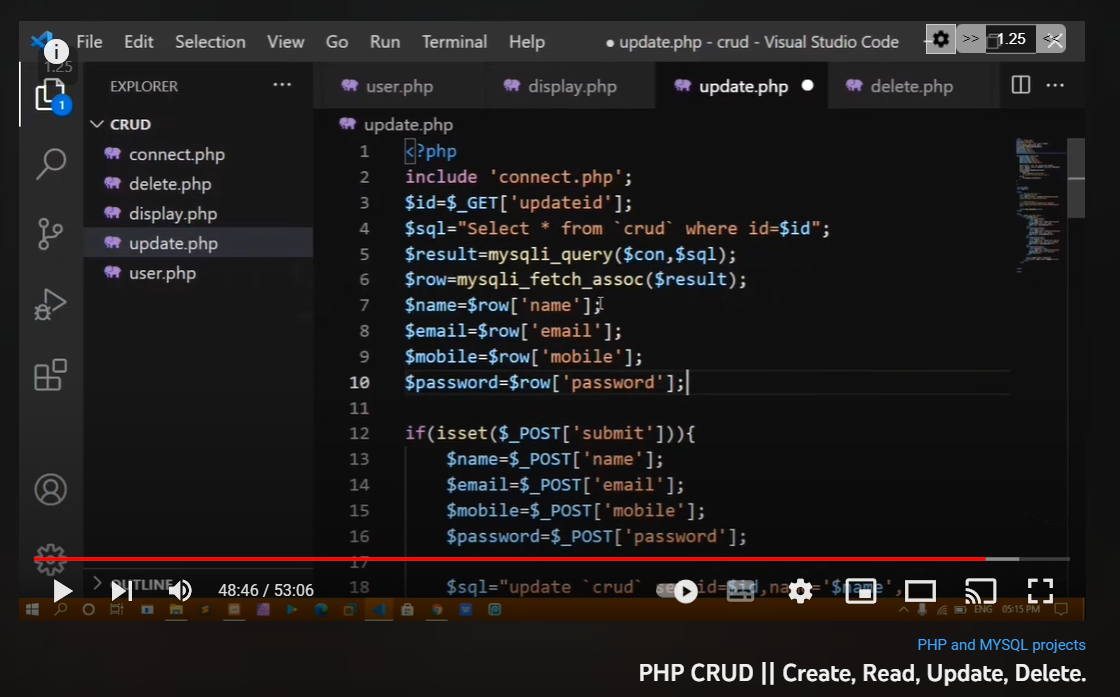 File Edit Selection View Go Run Terminal Help ● update.php - crud - Visual Studio Code >> 1.25 <<
1.25
EXPLORER ...
user.php display.php update.php delete.php ...
1
CRUD
connect.php
delete.php
display.php
update.php
user.php
update.php
1 <?php
2 include 'connect.php';
3 $id=$_GET['updateid'];
4 $sql="Select * from `crud` where id=$id";
5 $result=mysqli_query($con,$sql);
6 $row=mysqli_fetch_assoc($result);
7 $name=$row['name'];
8 $email=$row['email'];
9 $mobile=$row['mobile'];
10 $password=$row['password'];
11
12 if(isset($_POST['submit'])){
13 $name=$_POST['name'];
14 $email=$_POST['email'];
15 $mobile=$_POST['mobile'];
16 $password=$_POST['password'];
17
18 $sql="update `crud` set id=$id,name='$name',
OUTLINE
48:46 / 53:06
ENG 05:15 PM
PHP and MYSQL projects
PHP CRUD || Create, Read, Update, Delete.